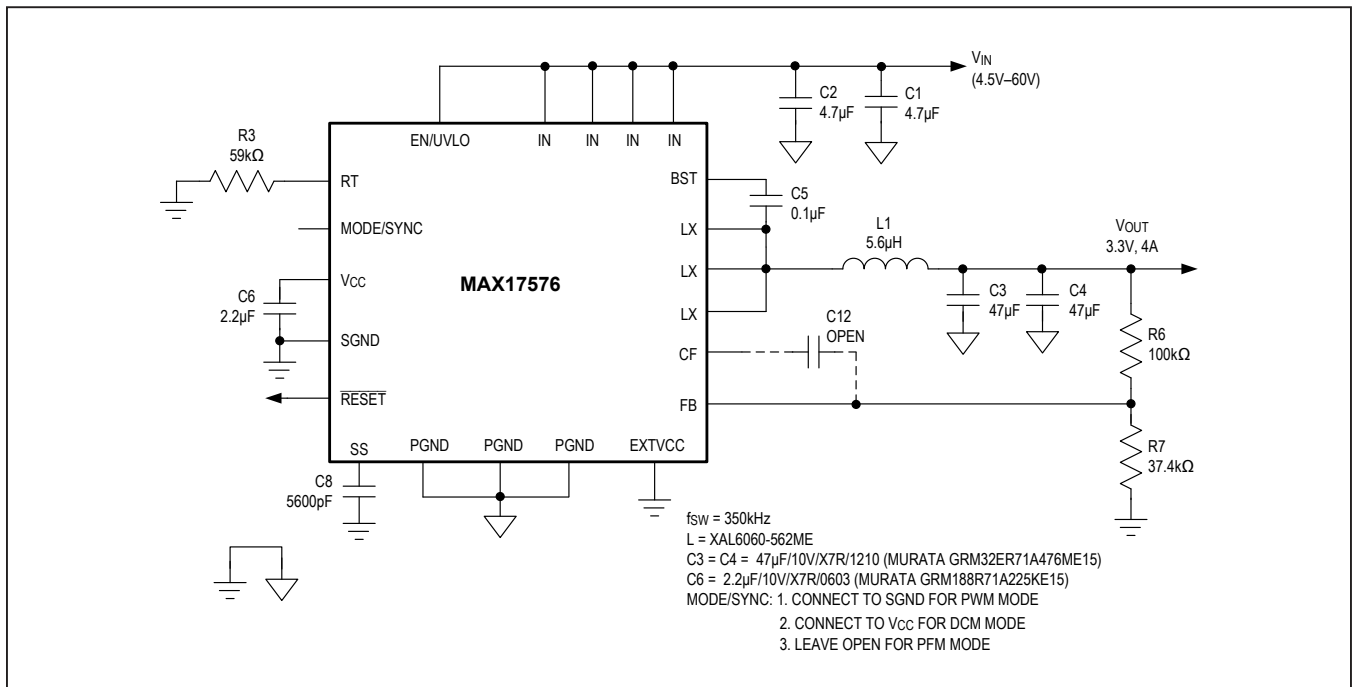 VIN
(4.5V–60V)
C2
4.7µF
C1
4.7µF
R3
59kΩ
EN/UVLO
IN
IN
IN
IN
RT
BST
C5
0.1µF
MODE/SYNC
LX
L1
5.6µH
VOUT
3.3V, 4A
LX
VCC
MAX17576
C6
2.2µF
LX
C3
47µF
C4
47µF
C12
OPEN
R6
100kΩ
SGND
CF
RESET
FB
SS
PGND
PGND
PGND
EXTVCC
R7
37.4kΩ
C8
5600pF
fSW = 350kHz
L = XAL6060-562ME
C3 = C4 = 47µF/10V/X7R/1210 (MURATA GRM32ER71A476ME15)
C6 = 2.2µF/10V/X7R/0603 (MURATA GRM188R71A225KE15)
MODE/SYNC: 1. CONNECT TO SGND FOR PWM MODE
2. CONNECT TO VCC FOR DCM MODE
3. LEAVE OPEN FOR PFM MODE